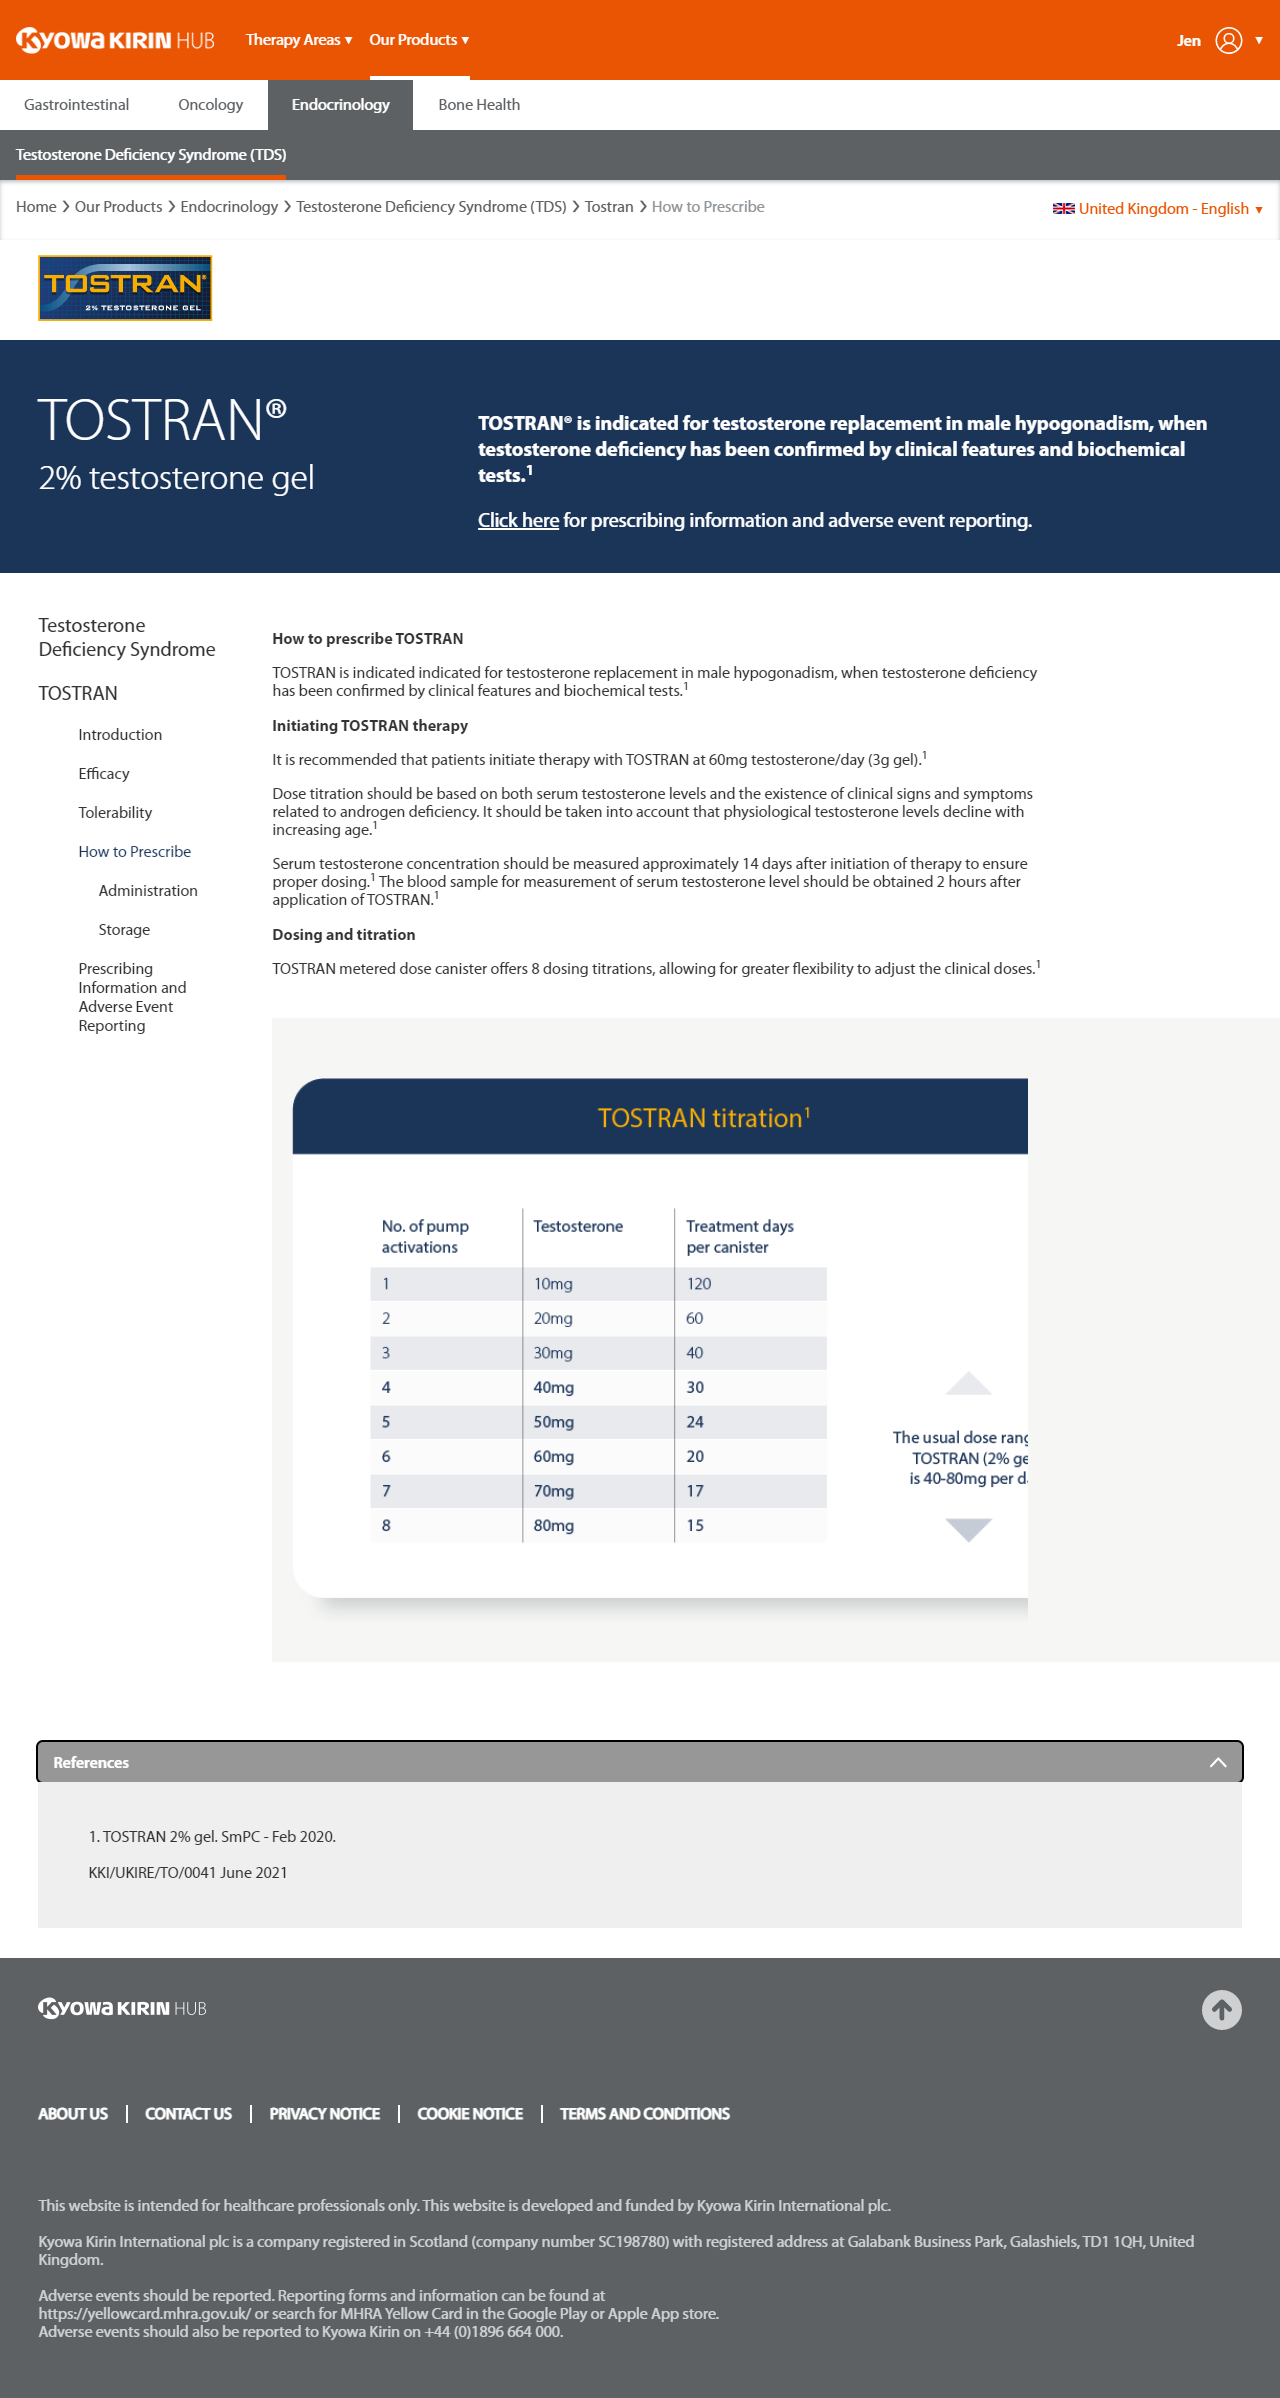 KYOWA KIRIN HUB
Therapy Areas ▼ Our Products ▼
Jen ▼
Gastrointestinal Oncology Endocrinology Bone Health
Testosterone Deficiency Syndrome (TDS)
Home > Our Products > Endocrinology > Testosterone Deficiency Syndrome (TDS) > Tostran > How to Prescribe
United Kingdom - English ▼
TOSTRAN®
2% TESTOSTERONE GEL
TOSTRAN®
2% testosterone gel
TOSTRAN® is indicated for testosterone replacement in male hypogonadism, when
testosterone deficiency has been confirmed by clinical features and biochemical
tests.¹
Click here for prescribing information and adverse event reporting.
Testosterone
Deficiency Syndrome
TOSTRAN
Introduction
Efficacy
Tolerability
How to Prescribe
Administration
Storage
Prescribing
Information and
Adverse Event
Reporting
How to prescribe TOSTRAN
TOSTRAN is indicated indicated for testosterone replacement in male hypogonadism, when testosterone deficiency
has been confirmed by clinical features and biochemical tests.¹
Initiating TOSTRAN therapy
It is recommended that patients initiate therapy with TOSTRAN at 60mg testosterone/day (3g gel).¹
Dose titration should be based on both serum testosterone levels and the existence of clinical signs and symptoms
related to androgen deficiency. It should be taken into account that physiological testosterone levels decline with
increasing age.¹
Serum testosterone concentration should be measured approximately 14 days after initiation of therapy to ensure
proper dosing.¹ The blood sample for measurement of serum testosterone level should be obtained 2 hours after
application of TOSTRAN.¹
Dosing and titration
TOSTRAN metered dose canister offers 8 dosing titrations, allowing for greater flexibility to adjust the clinical doses.¹
TOSTRAN titration¹
No. of pump activations Testosterone Treatment days per canister
1 10mg 120
2 20mg 60
3 30mg 40
4 40mg 30
5 50mg 24
6 60mg 20
7 70mg 17
8 80mg 15
The usual dose rang
TOSTRAN (2% ge
is 40-80mg per da
References
1. TOSTRAN 2% gel. SmPC - Feb 2020.
KKI/UKIRE/TO/0041 June 2021
KYOWA KIRIN HUB
ABOUT US | CONTACT US | PRIVACY NOTICE | COOKIE NOTICE | TERMS AND CONDITIONS
This website is intended for healthcare professionals only. This website is developed and funded by Kyowa Kirin International plc.
Kyowa Kirin International plc is a company registered in Scotland (company number SC198780) with registered address at Galabank Business Park, Galashiels, TD1 1QH, United
Kingdom.
Adverse events should be reported. Reporting forms and information can be found at
https://yellowcard.mhra.gov.uk/ or search for MHRA Yellow Card in the Google Play or Apple App store.
Adverse events should also be reported to Kyowa Kirin on +44 (0)1896 664 000.